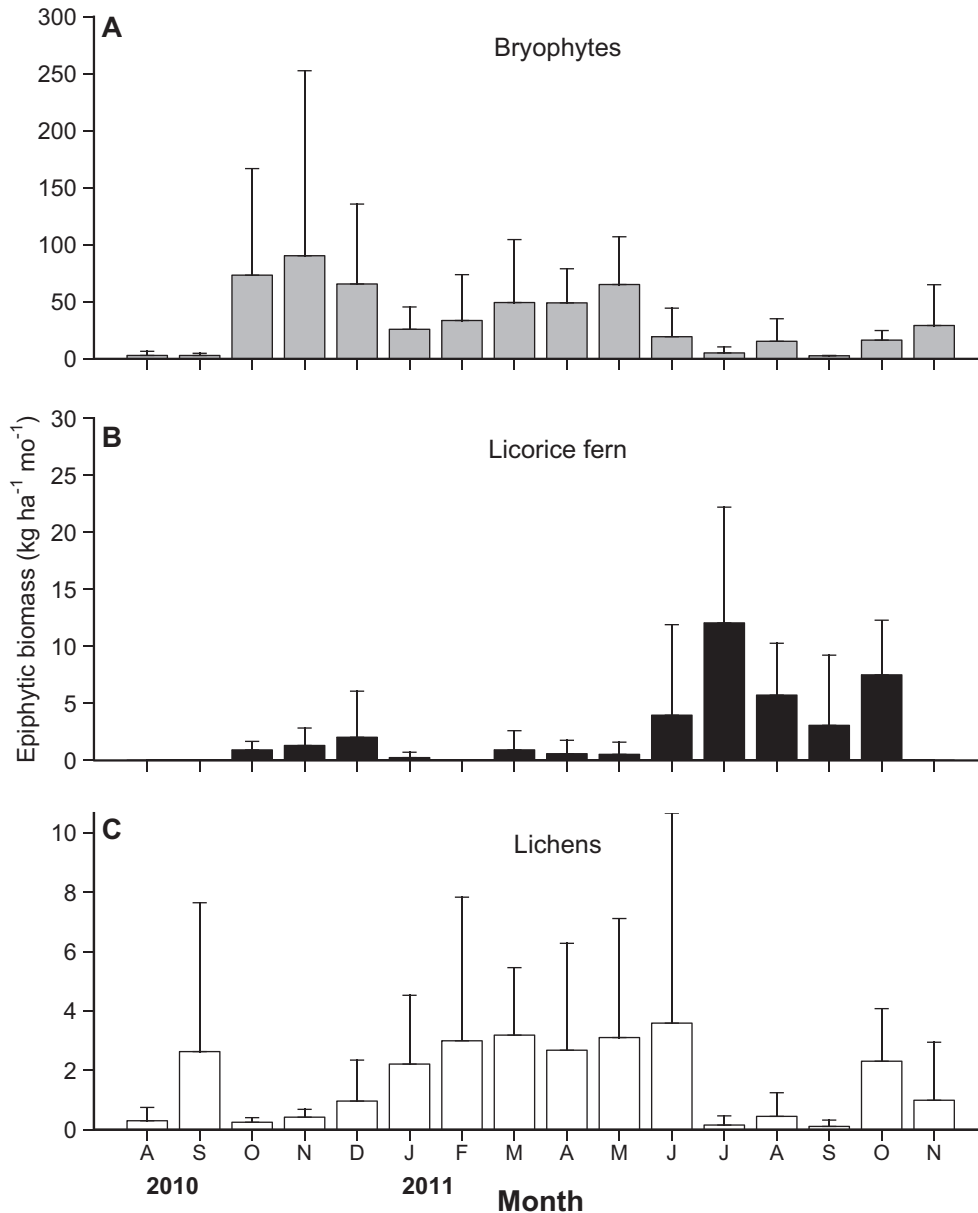 A
Bryophytes
300
250
200
150
100
50
0
B
Licorice fern
30
25
20
15
10
5
0
Epiphytic biomass (kg ha⁻¹ mo⁻¹)
C
Lichens
10
8
6
4
2
0
A S O N D J F M A M J J A S O N
2010 2011
Month